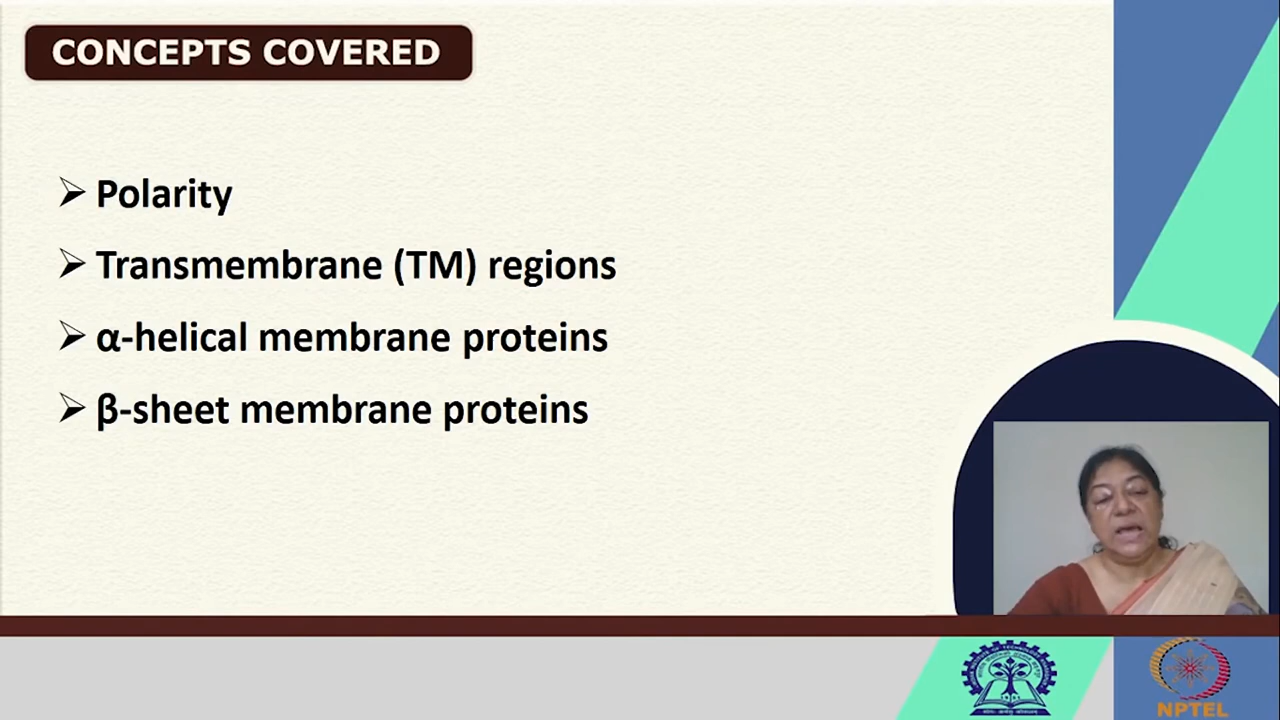 CONCEPTS COVERED
➢ Polarity
➢ Transmembrane (TM) regions
➢ α-helical membrane proteins
➢ β-sheet membrane proteins
NPTEL